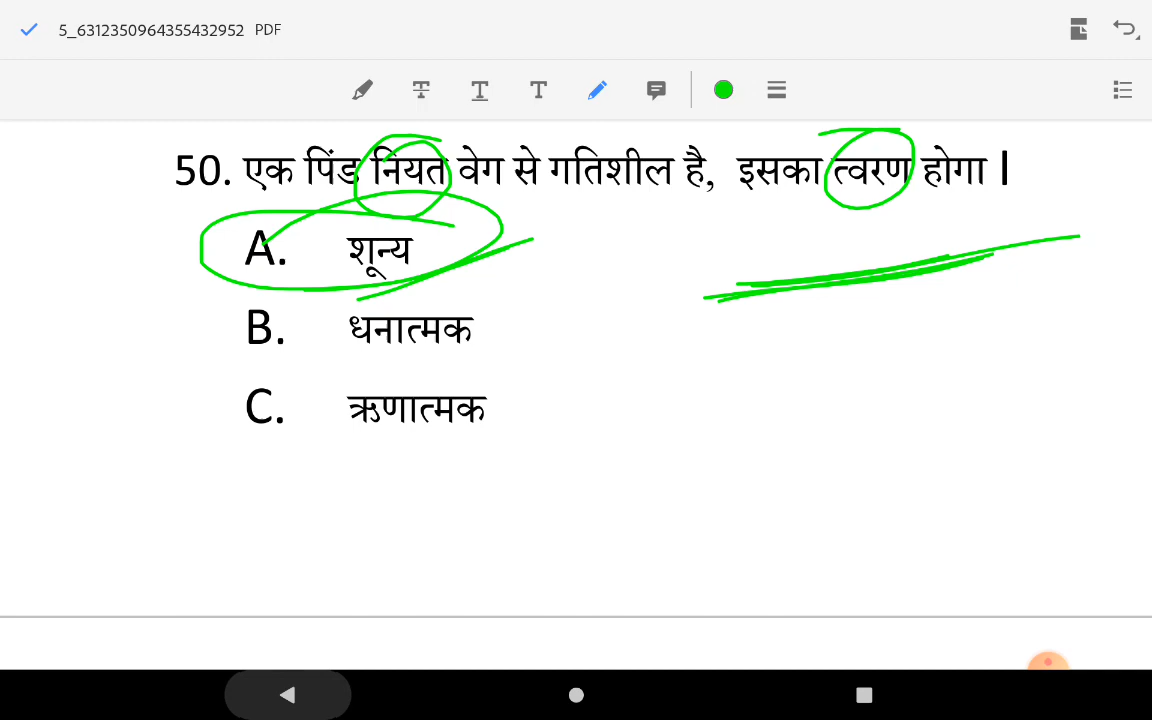 5_6312350964355432952 PDF
50. एक पिंड नियत वेग से गतिशील है, इसका त्वरण होगा l
A. शून्य
B. धनात्मक
C. ऋणात्मक